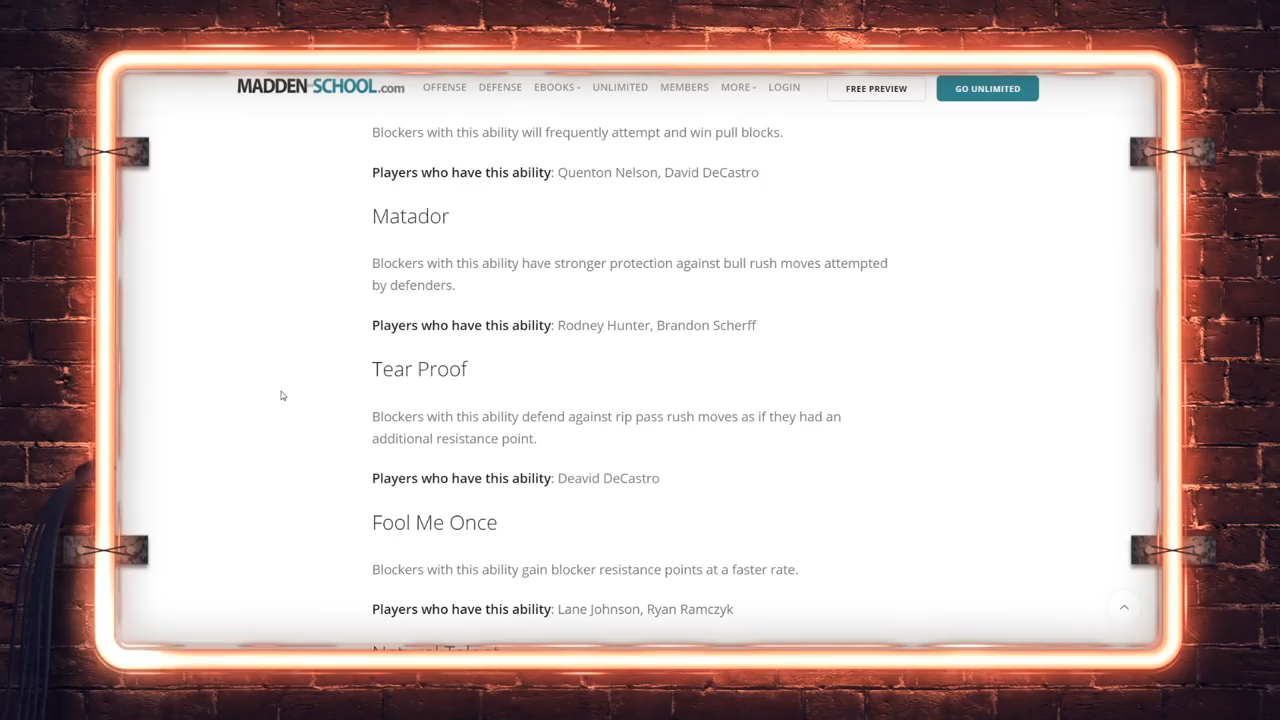 MADDEN-SCHOOL.com OFFENSE DEFENSE EBOOKS UNLIMITED MEMBERS MORE LOGIN FREE PREVIEW GO UNLIMITED
Blockers with this ability will frequently attempt and win pull blocks.
Players who have this ability: Quenton Nelson, David DeCastro
Matador
Blockers with this ability have stronger protection against bull rush moves attempted
by defenders.
Players who have this ability: Rodney Hunter, Brandon Scherff
Tear Proof
Blockers with this ability defend against rip pass rush moves as if they had an
additional resistance point.
Players who have this ability: Deavid DeCastro
Fool Me Once
Blockers with this ability gain blocker resistance points at a faster rate.
Players who have this ability: Lane Johnson, Ryan Ramczyk